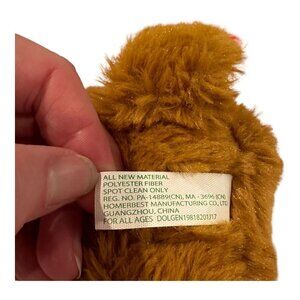 ALL NEW MATERIAL
POLYESTER FIBER
SPOT CLEAN ONLY
REG. NO. PA-14889(CN), MA - 3696 (CN)
HOMERBEST MANUFACTURING CO., LTD
GUANGZHOU, CHINA
FOR ALL AGES DOLGEN19818201J17